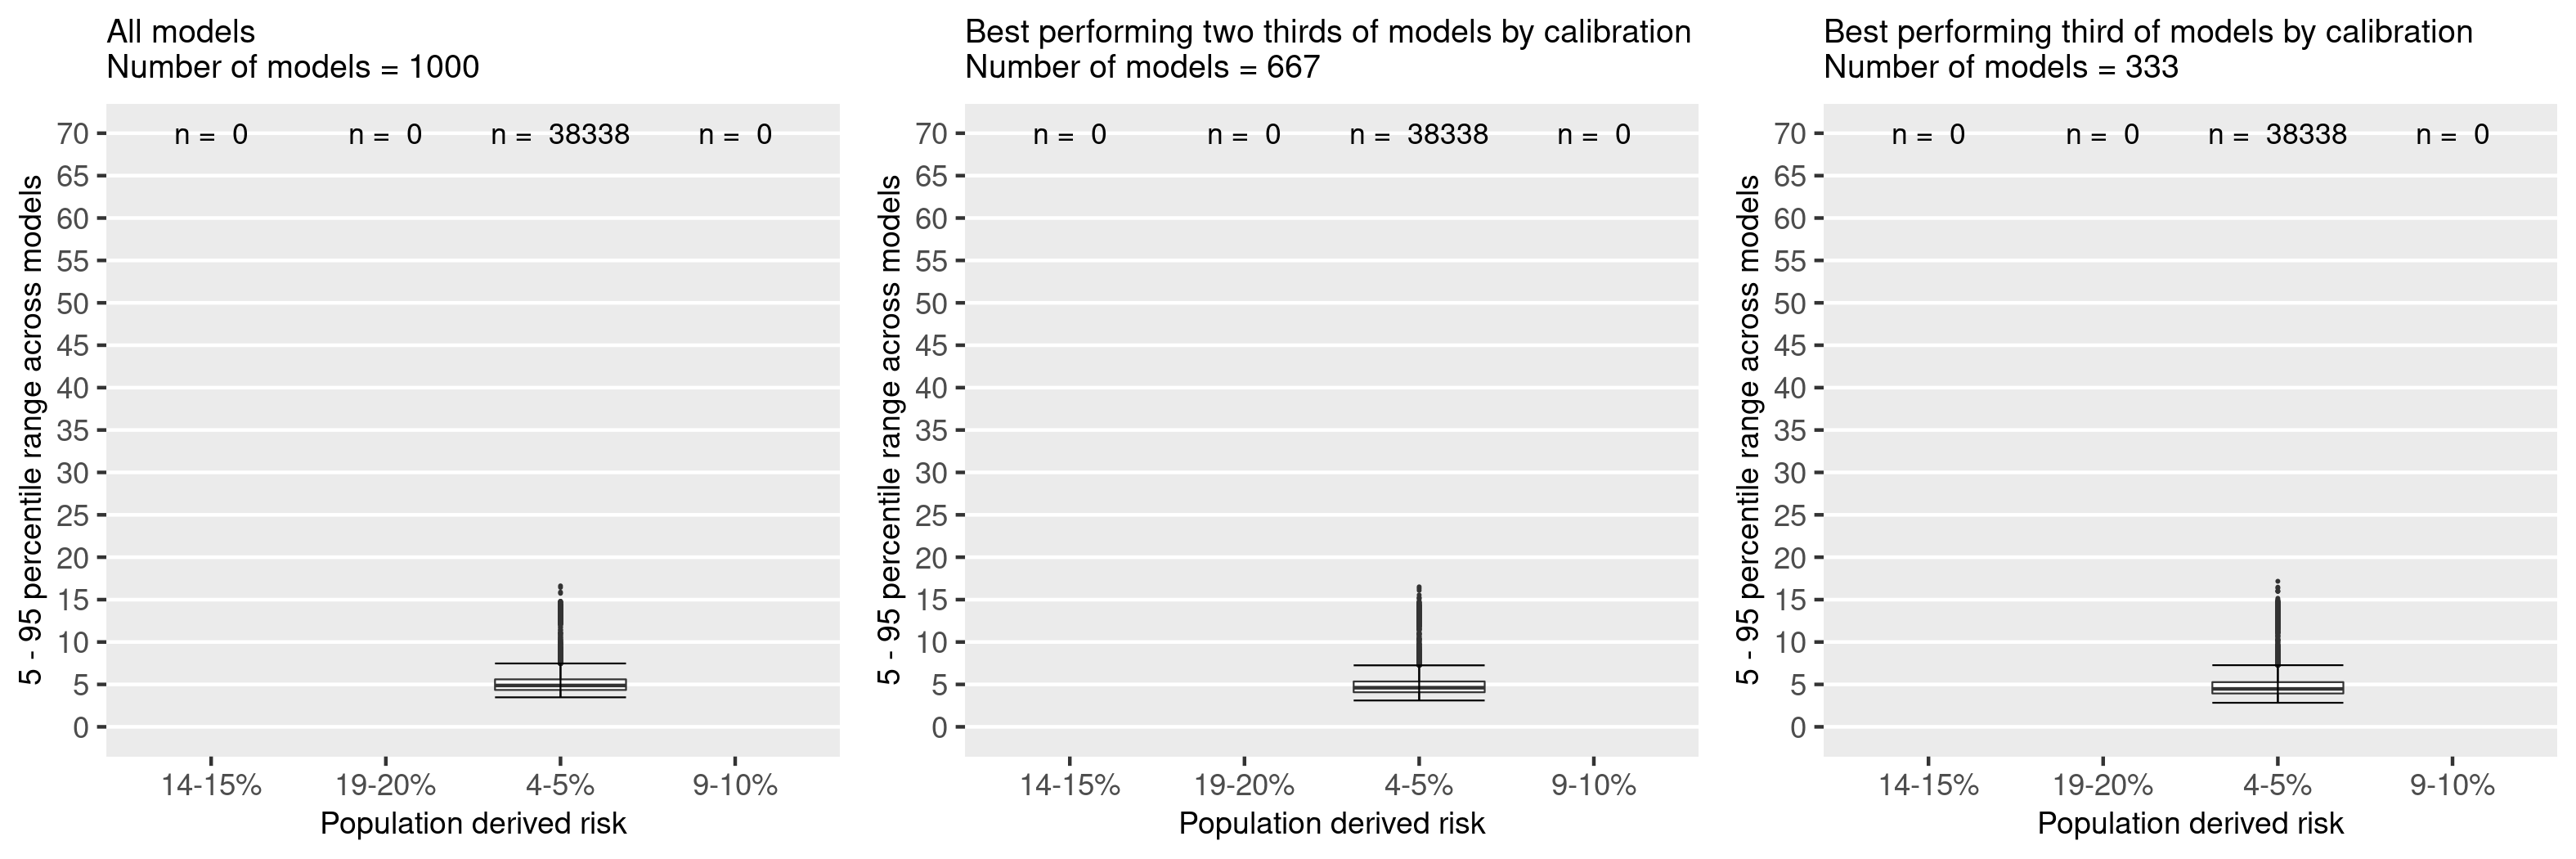 All models
Number of models = 1000
n = 0 n = 0 n = 38338 n = 0
70
65
60
55
50
45
40
35
30
25
20
15
10
5
0
5 - 95 percentile range across models
14-15% 19-20% 4-5% 9-10%
Population derived risk
Best performing two thirds of models by calibration
Number of models = 667
n = 0 n = 0 n = 38338 n = 0
70
65
60
55
50
45
40
35
30
25
20
15
10
5
0
5 - 95 percentile range across models
14-15% 19-20% 4-5% 9-10%
Population derived risk
Best performing third of models by calibration
Number of models = 333
n = 0 n = 0 n = 38338 n = 0
70
65
60
55
50
45
40
35
30
25
20
15
10
5
0
5 - 95 percentile range across models
14-15% 19-20% 4-5% 9-10%
Population derived risk